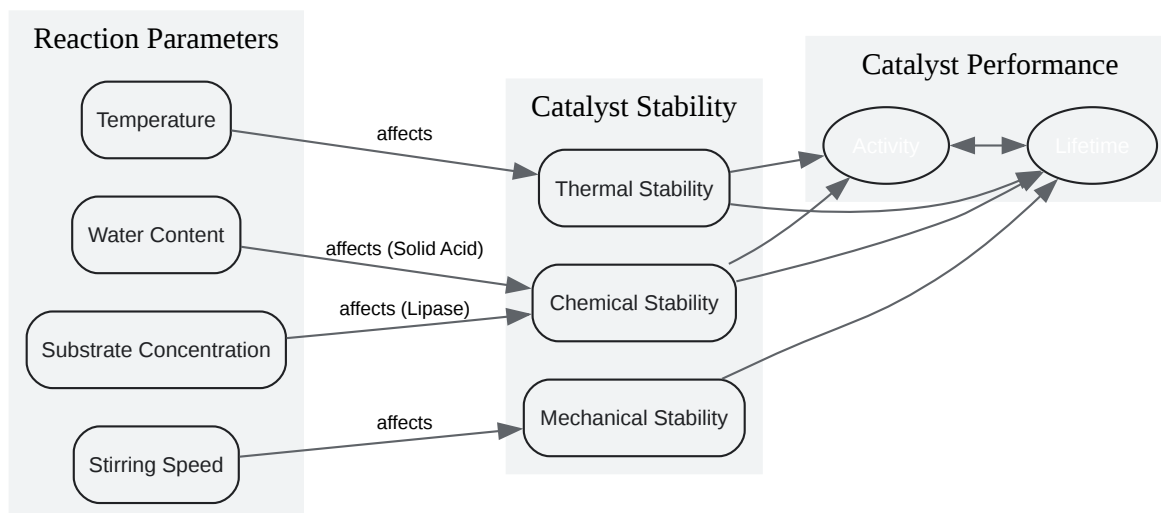 Reaction Parameters
Temperature
Water Content
Substrate Concentration
Stirring Speed
affects
affects (Solid Acid)
affects (Lipase)
affects
Catalyst Stability
Thermal Stability
Chemical Stability
Mechanical Stability
Catalyst Performance
Activity
Lifetime